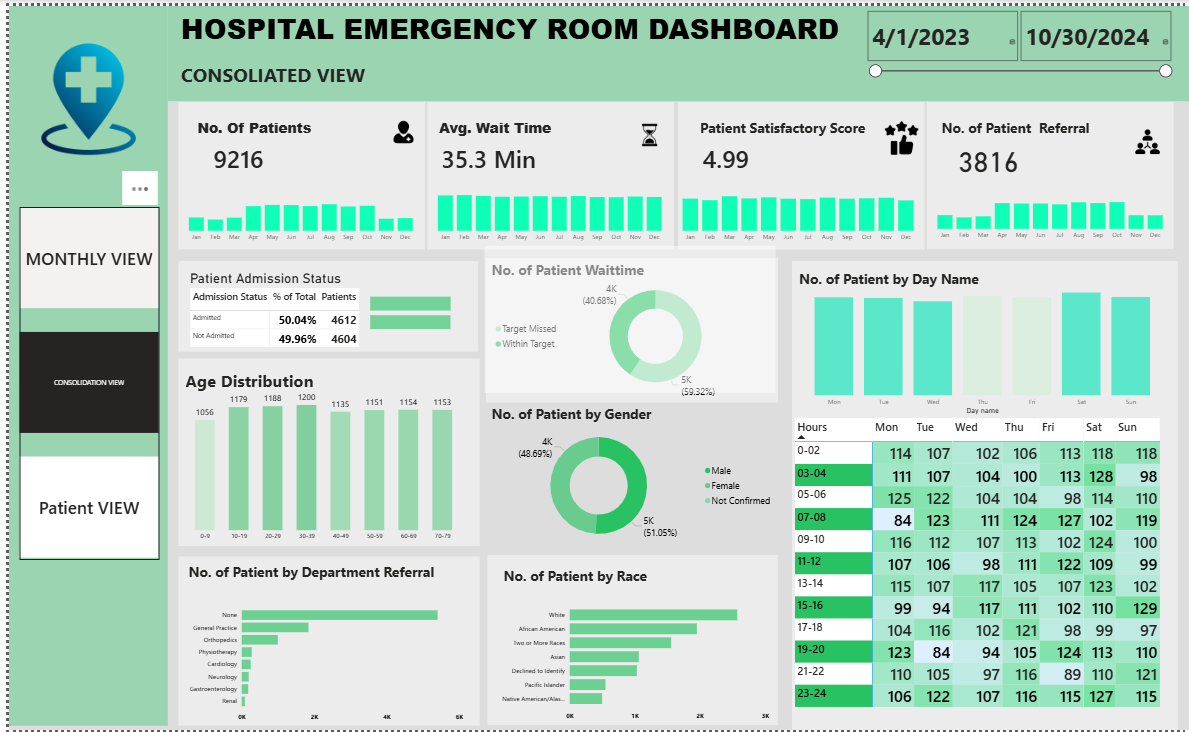 HOSPITAL EMERGENCY ROOM DASHBOARD
4/1/2023
10/30/2024
CONSOLIATED VIEW
...
MONTHLY VIEW
CONSOLIDATION VIEW
Patient VIEW
No. Of Patients
9216
Jan Feb Mar Apr May Jun Jul Aug Sep Oct Nov Dec
Avg. Wait Time
35.3 Min
Jan Feb Mar Apr May Jun Jul Aug Sep Oct Nov Dec
Patient Satisfactory Score
4.99
Jan Feb Mar Apr May Jun Jul Aug Sep Oct Nov Dec
No. of Patient Referral
3816
Jan Feb Mar Apr May Jun Jul Aug Sep Oct Nov Dec
Patient Admission Status
Admission Status % of Total Patients
Admitted 50.04% 4612
Not Admitted 49.96% 4604
Age Distribution
1056 1179 1188 1200 1135 1151 1154 1153
0-9 10-19 20-29 30-39 40-49 50-59 60-69 70-79
No. of Patient Waittime
4K
(40.68%)
Target Missed
Within Target
5K
(59.32%)
No. of Patient by Gender
4K
(48.69%)
Male
Female
Not Confirmed
5K
(51.05%)
No. of Patient by Day Name
Mon Tue Wed Thu Fri Sat Sun
Day name
Hours Mon Tue Wed Thu Fri Sat Sun
0-02 114 107 102 106 113 118 118
03-04 111 107 104 100 113 128 98
05-06 125 122 104 104 98 114 110
07-08 84 123 111 124 127 102 119
09-10 116 112 107 113 102 124 100
11-12 107 106 98 111 122 109 99
13-14 115 107 117 105 107 123 102
15-16 99 94 117 111 102 110 129
17-18 104 116 102 121 98 99 97
19-20 123 84 94 105 124 113 110
21-22 110 105 97 116 89 110 121
23-24 106 122 107 116 115 127 115
No. of Patient by Department Referral
None
General Practice
Orthopedics
Physiotherapy
Cardiology
Neurology
Gastroenterology
Renal
0K 2K 4K 6K
No. of Patient by Race
White
African American
Two or More Races
Asian
Declined to Identify
Pacific Islander
Native American/Alas...
0K 1K 2K 3K